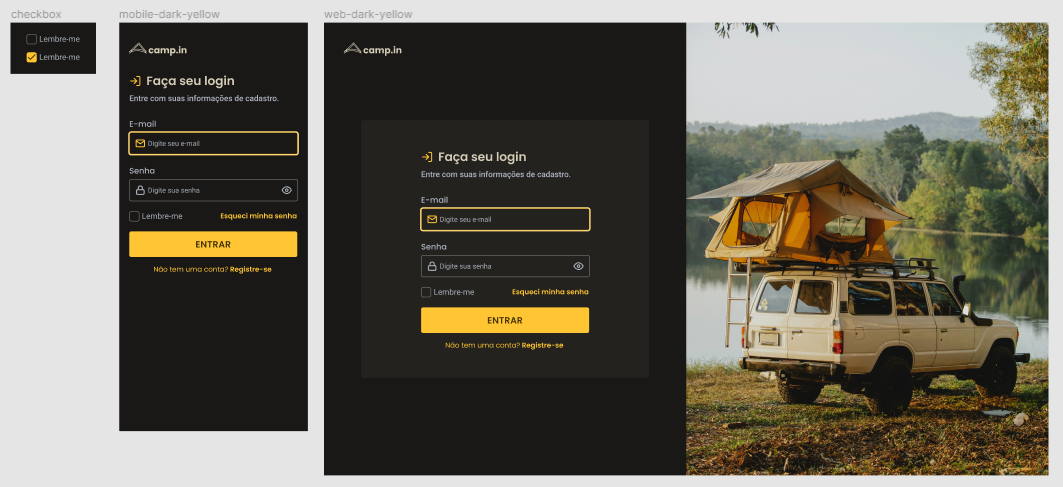 checkbox
Lembre-me
Lembre-me
mobile-dark-yellow
camp.in
Faça seu login
Entre com suas informações de cadastro.
E-mail
Digite seu e-mail
Senha
Digite sua senha
Lembre-me Esqueci minha senha
ENTRAR
Não tem uma conta? Registre-se
web-dark-yellow
camp.in
Faça seu login
Entre com suas informações de cadastro.
E-mail
Digite seu e-mail
Senha
Digite sua senha
Lembre-me Esqueci minha senha
ENTRAR
Não tem uma conta? Registre-se